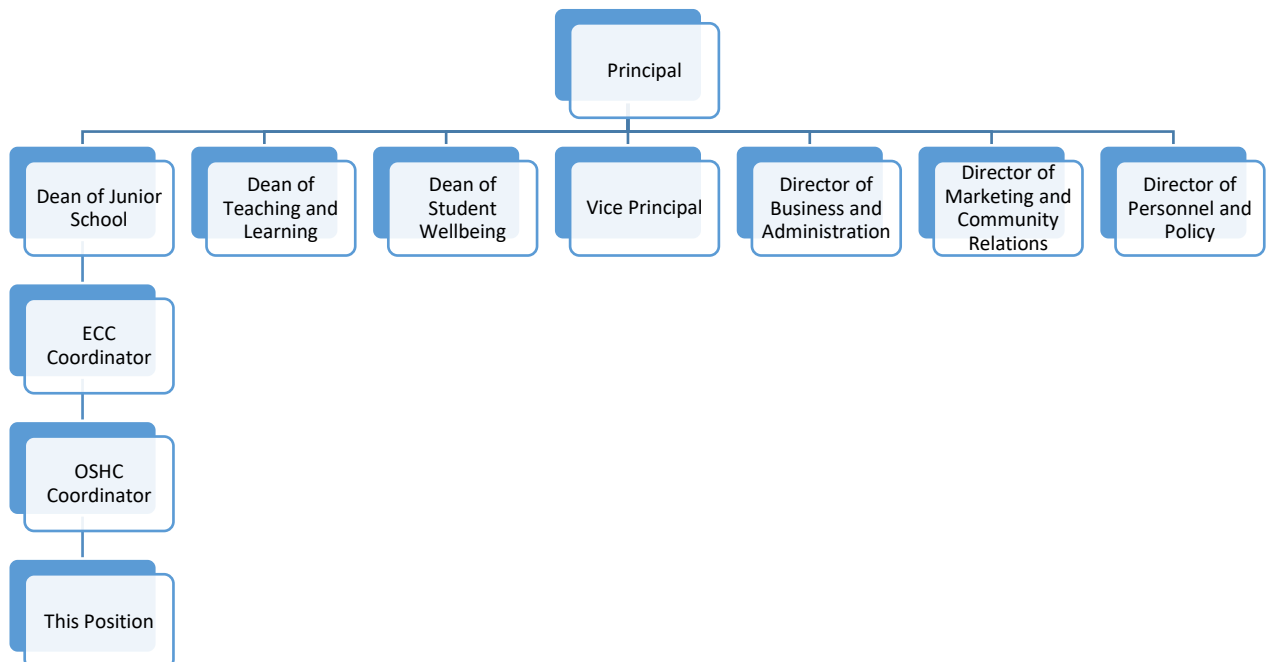 Principal
Dean of Junior
School
Dean of
Teaching and
Learning
Dean of
Student
Wellbeing
Vice Principal
Director of
Business and
Administration
Director of
Marketing and
Community
Relations
Director of
Personnel and
Policy
ECC
Coordinator
OSHC
Coordinator
This Position